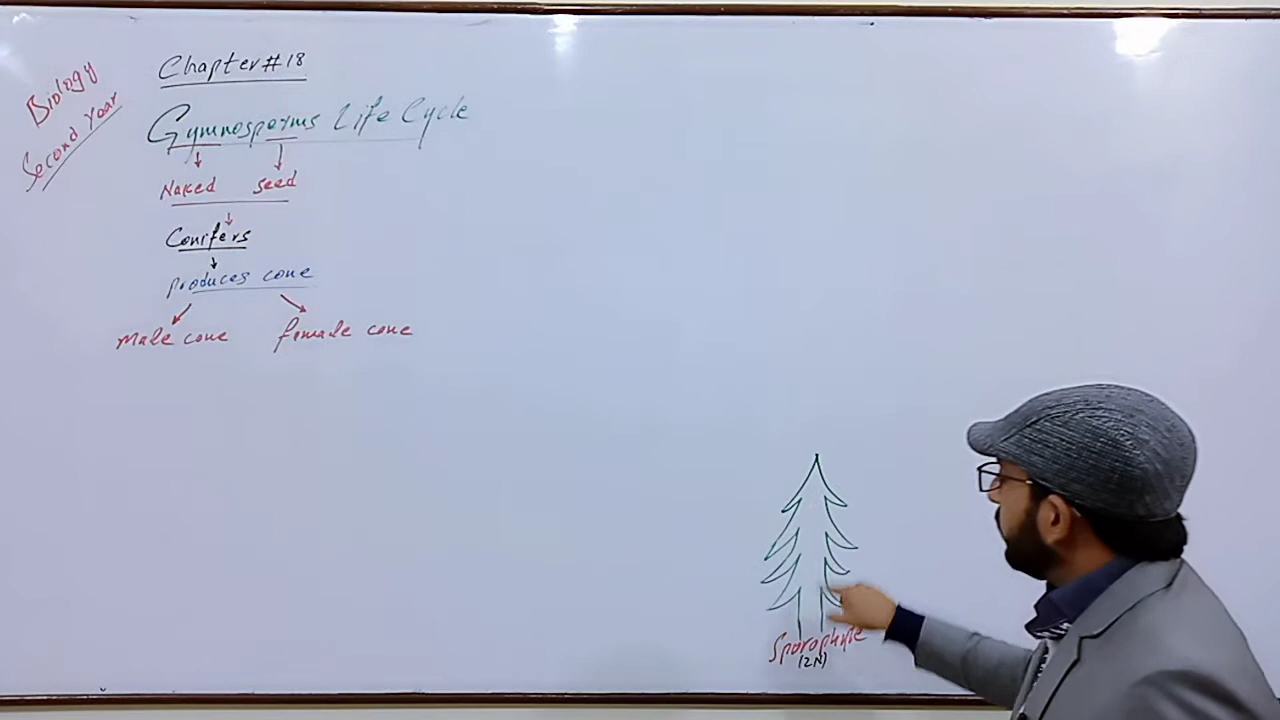 Biology
Second Year
Chapter # 18
Gymnosperms Life Cycle
Naked seed
Conifers
produces cone
male cone female cone
Sporophyte
(2N)